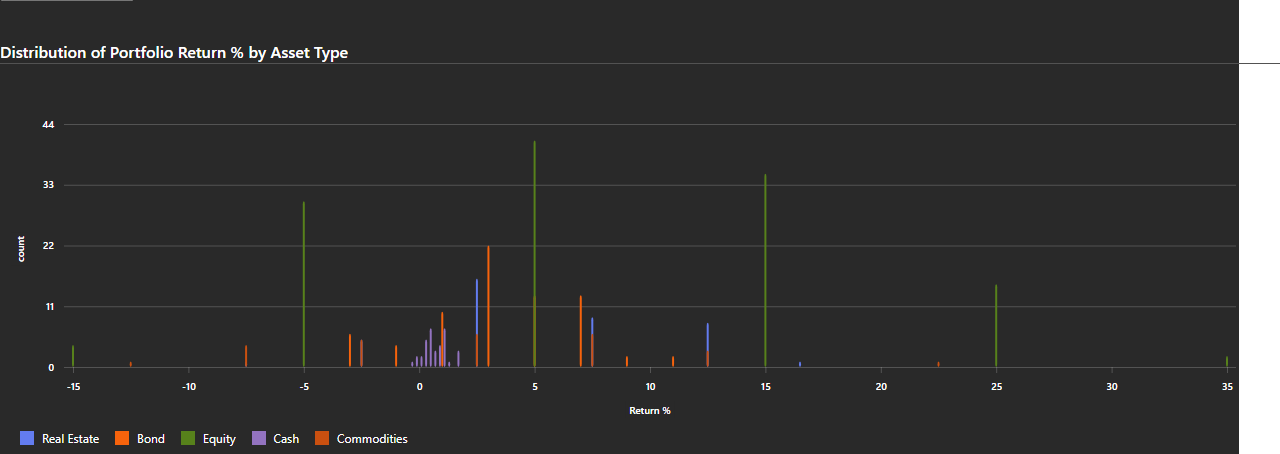 Distribution of Portfolio Return % by Asset Type
44
33
22
11
0
count
-15 -10 -5 0 5 10 15 20 25 30 35
Return %
Real Estate Bond Equity Cash Commodities